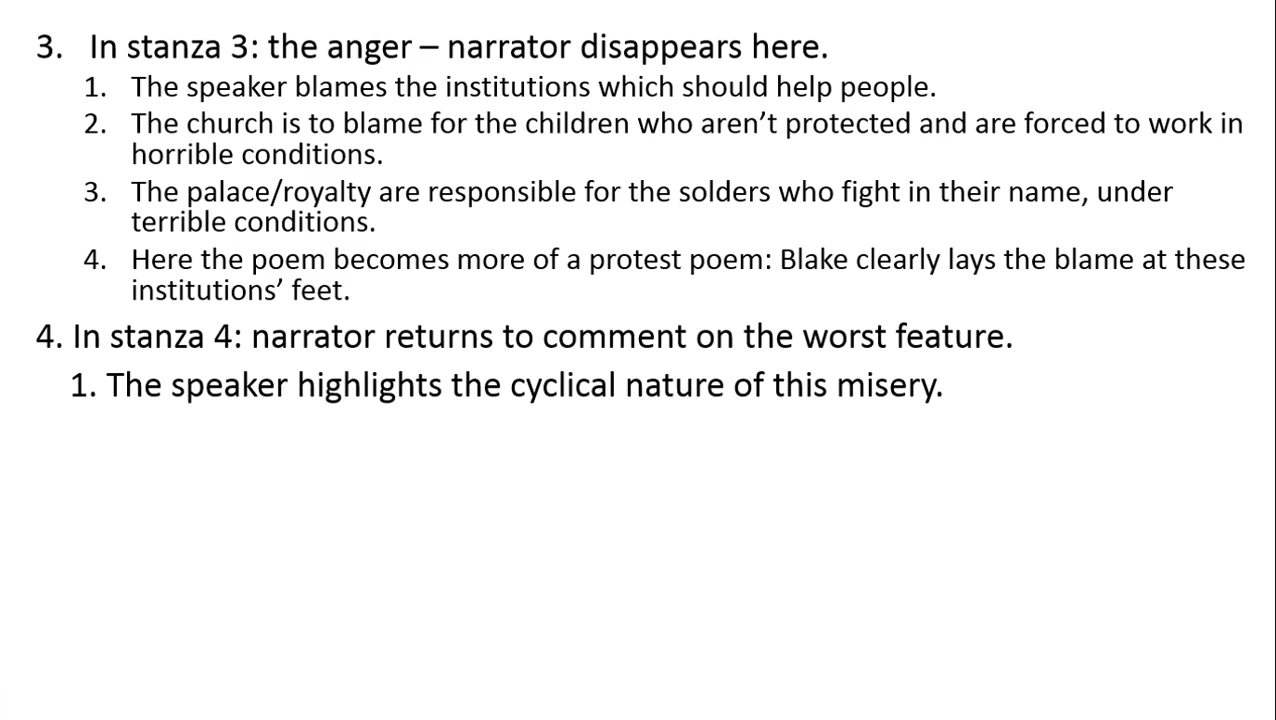 3. In stanza 3: the anger – narrator disappears here.
1. The speaker blames the institutions which should help people.
2. The church is to blame for the children who aren’t protected and are forced to work in
horrible conditions.
3. The palace/royalty are responsible for the solders who fight in their name, under
terrible conditions.
4. Here the poem becomes more of a protest poem: Blake clearly lays the blame at these
institutions’ feet.
4. In stanza 4: narrator returns to comment on the worst feature.
1. The speaker highlights the cyclical nature of this misery.